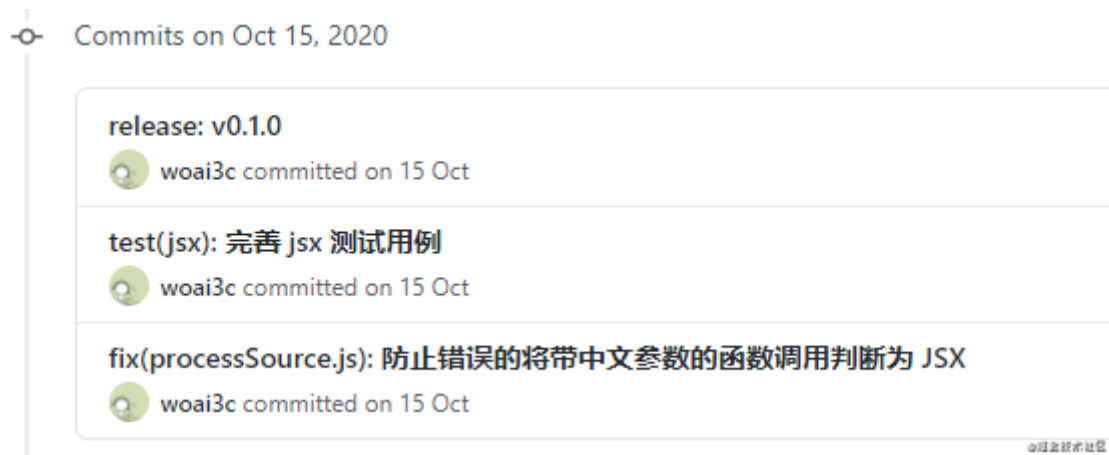 Commits on Oct 15, 2020
release: v0.1.0
woai3c committed on 15 Oct
test(jsx): 完善 jsx 测试用例
woai3c committed on 15 Oct
fix(processSource.js): 防止错误的将带中文参数的函数调用判断为 JSX
woai3c committed on 15 Oct